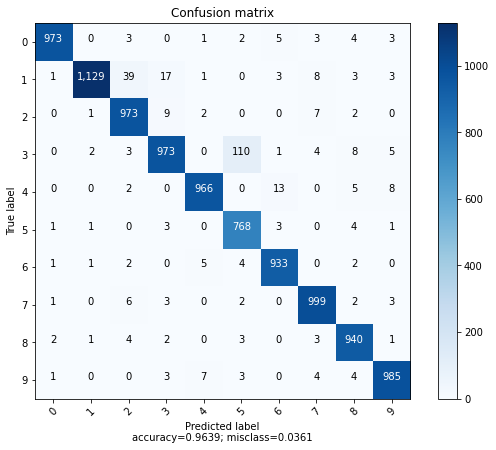 Confusion matrix
0 973 0 3 0 1 2 5 3 4 3
1 1 1,129 39 17 1 0 3 8 3 3
2 0 1 973 9 2 0 0 7 2 0
3 0 2 3 973 0 110 1 4 8 5
4 0 0 2 0 966 0 13 0 5 8
5 1 1 0 3 0 768 3 0 4 1
6 1 1 2 0 5 4 933 0 2 0
7 1 0 6 3 0 2 0 999 2 3
8 2 1 4 2 0 3 0 3 940 1
9 1 0 0 3 7 3 0 4 4 985
0 1 2 3 4 5 6 7 8 9
True label
Predicted label
accuracy=0.9639; misclass=0.0361
1000
800
600
400
200
0